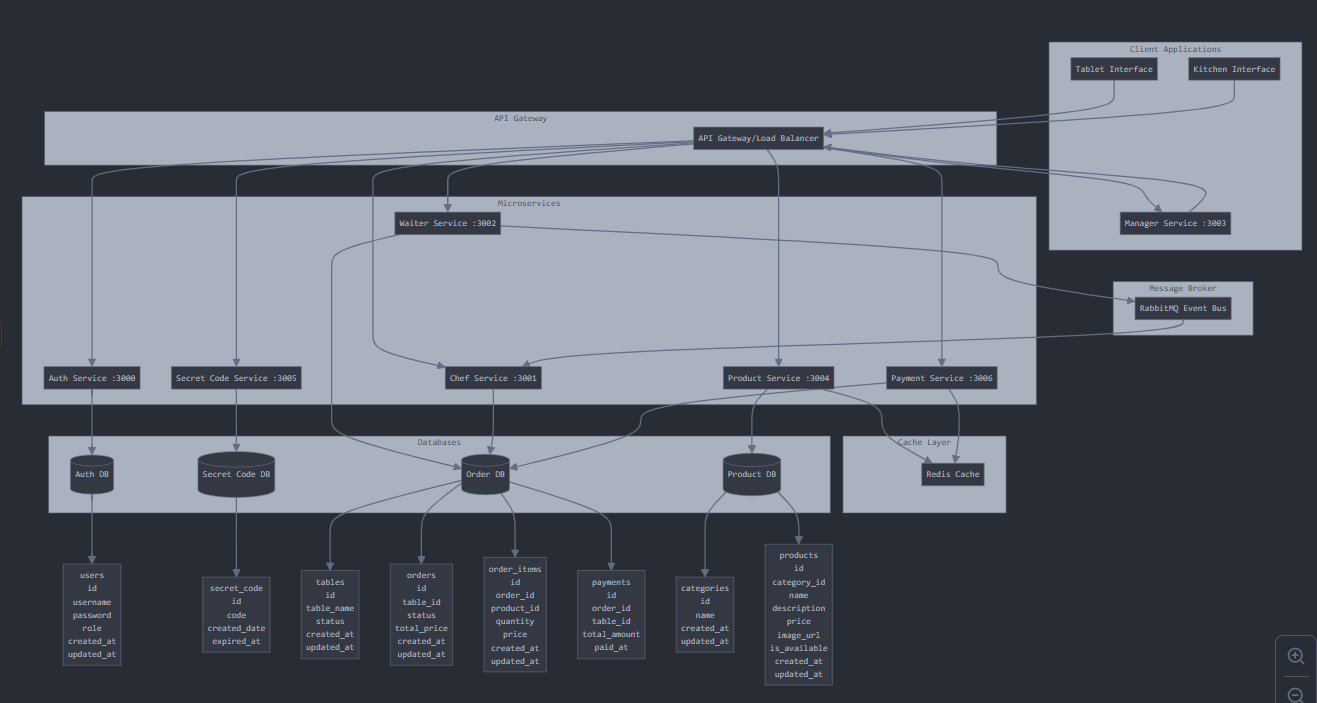 Client Applications
Tablet Interface
Kitchen Interface
API Gateway
API Gateway/Load Balancer
Microservices
Waiter Service :3002
Manager Service :3003
Message Broker
RabbitMQ Event Bus
Auth Service :3000
Secret Code Service :3005
Chef Service :3001
Product Service :3004
Payment Service :3006
Databases
Cache Layer
Auth DB
Secret Code DB
Order DB
Product DB
Redis Cache
users
id
username
password
role
created_at
updated_at
secret_code
id
code
created_date
expired_at
tables
id
table_name
status
created_at
updated_at
orders
id
table_id
status
total_price
created_at
updated_at
order_items
id
order_id
product_id
quantity
price
created_at
updated_at
payments
id
order_id
table_id
total_amount
paid_at
categories
id
name
created_at
updated_at
products
id
category_id
name
description
price
image_url
is_available
created_at
updated_at